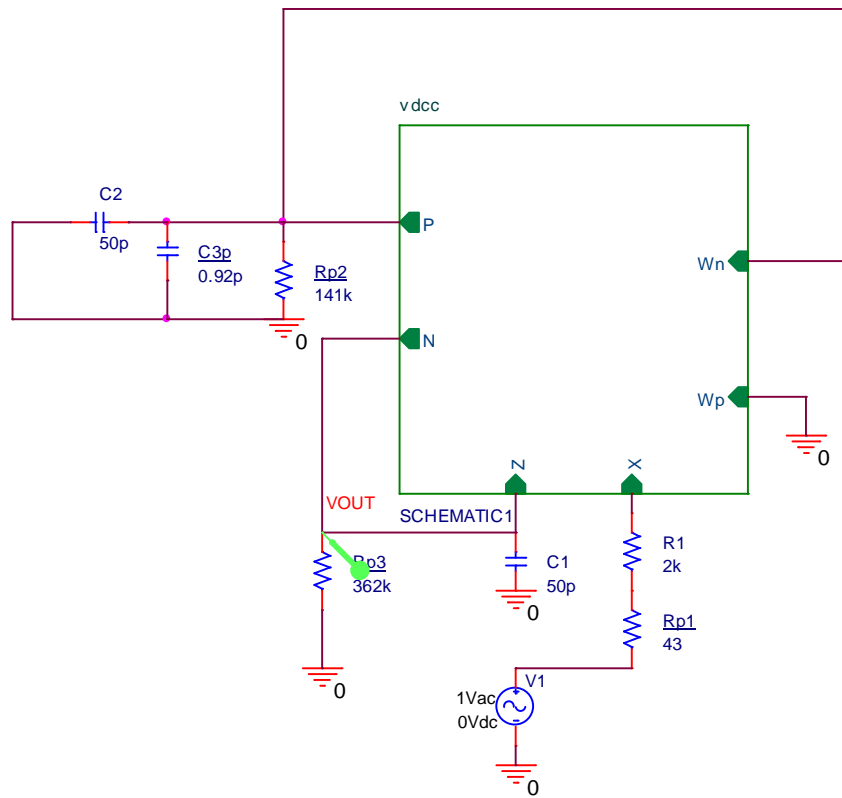 vdcc
C2
50p
C3p
0.92p
Rp2
141k
0
P
N
Wn
Wp
0
Z
X
VOUT
SCHEMATIC1
Rp3
362k
0
C1
50p
0
R1
2k
Rp1
43
V1
1Vac
0Vdc
0